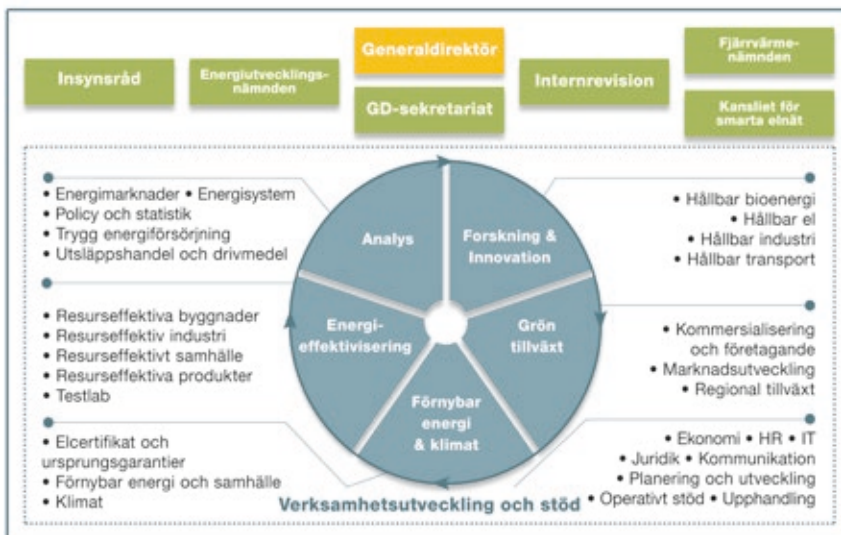 Generaldirektör
Insynsråd
Energiutvecklings-
nämnden
GD-sekretariat
Internrevision
Fjärrvärme-
nämnden
Kansliet för
smarta elnät
• Energimarknader • Energisystem
• Policy och statistik
• Trygg energiförsörjning
• Utsläppshandel och drivmedel
• Resurseffektiva byggnader
• Resurseffektiv industri
• Resurseffektivt samhälle
• Resurseffektiva produkter
• Testlab
• Elcertifikat och
ursprungsgarantier
• Förnybar energi och samhälle
• Klimat
Analys
Forskning &
Innovation
Energi-
effektivisering
Grön
tillväxt
Förnybar
energi
& klimat
• Hållbar bioenergi
• Hållbar el
• Hållbar industri
• Hållbar transport
• Kommersialisering
och företagande
• Marknadsutveckling
• Regional tillväxt
• Ekonomi • HR • IT
• Juridik • Kommunikation
• Planering och utveckling
• Operativt stöd • Upphandling
Verksamhetsutveckling och stöd